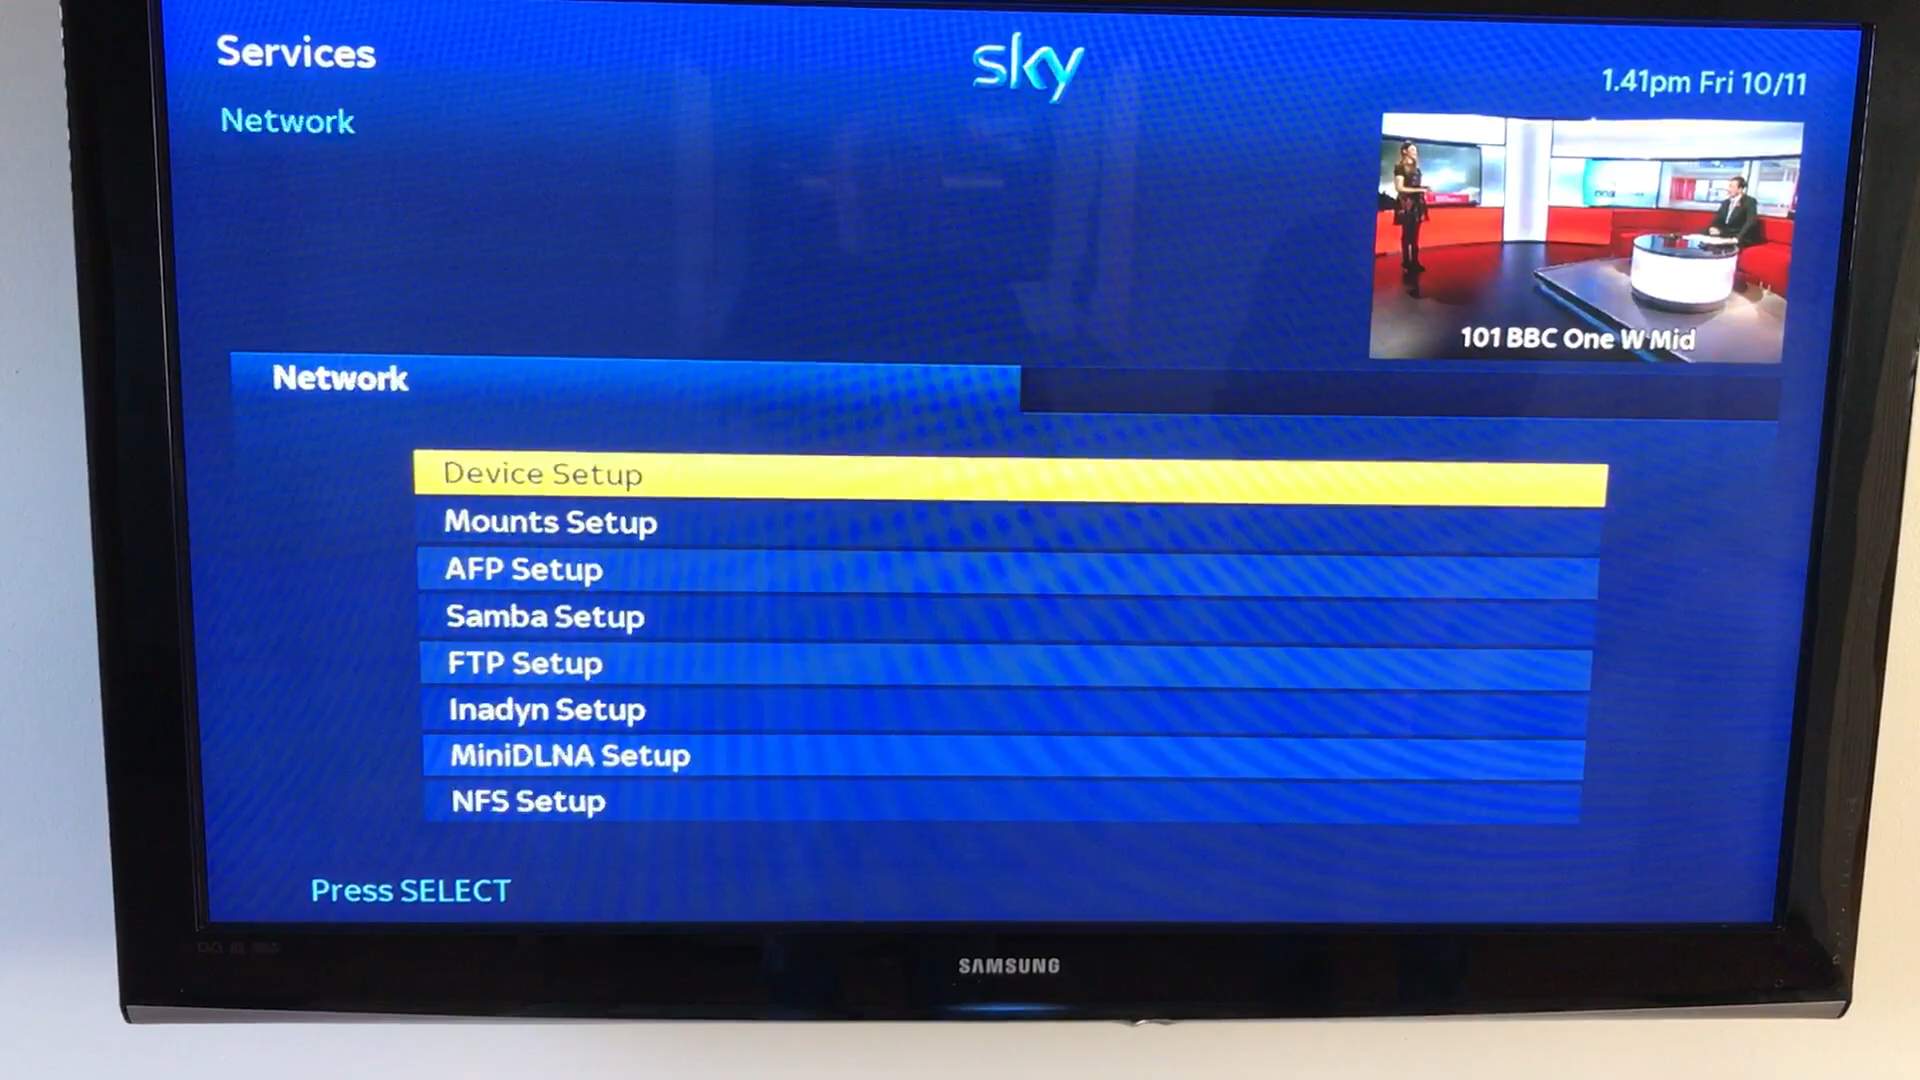 Services
sky
1.41pm Fri 10/11
Network
101 BBC One W Mid
Network
Device Setup
Mounts Setup
AFP Setup
Samba Setup
FTP Setup
Inadyn Setup
MiniDLNA Setup
NFS Setup
Press SELECT
SAMSUNG